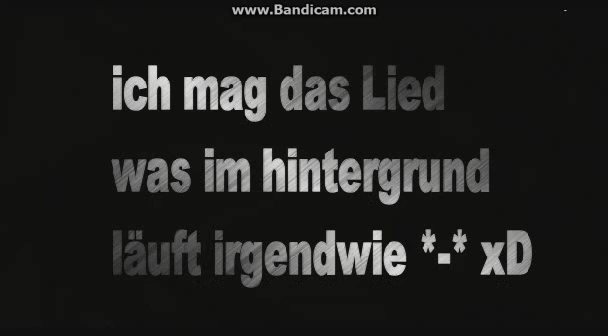 www.Bandicam.com
ich mag das Lied
was im hintergrund
läuft irgendwie *-* xD